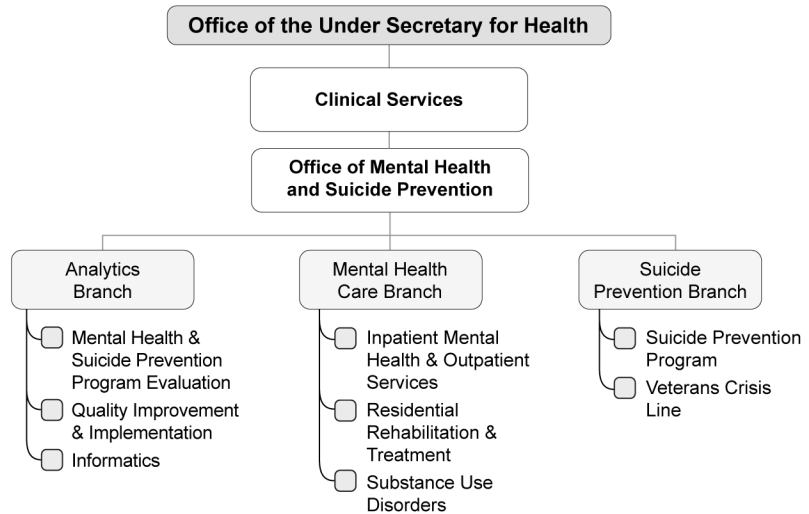 Office of the Under Secretary for Health
Clinical Services
Office of Mental Health
and Suicide Prevention
Analytics
Branch
Mental Health &
Suicide Prevention
Program Evaluation
Quality Improvement
& Implementation
Informatics
Mental Health
Care Branch
Inpatient Mental
Health & Outpatient
Services
Residential
Rehabilitation &
Treatment
Substance Use
Disorders
Suicide
Prevention Branch
Suicide Prevention
Program
Veterans Crisis
Line